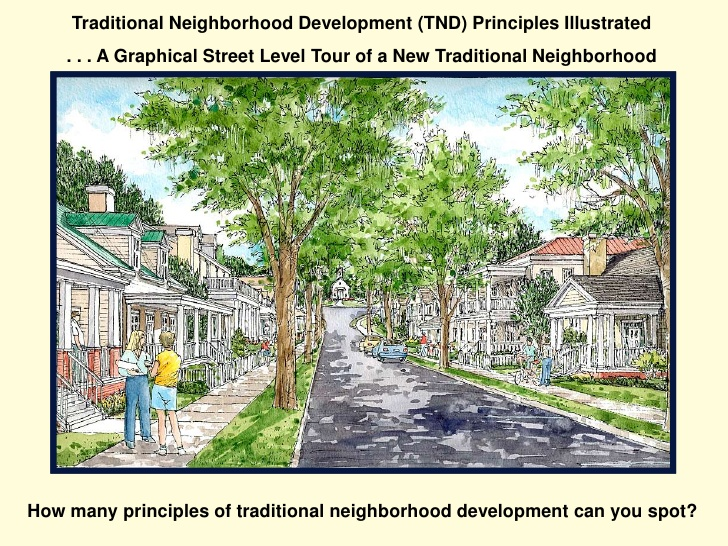 Traditional Neighborhood Development (TND) Principles Illustrated
. . . A Graphical Street Level Tour of a New Traditional Neighborhood
How many principles of traditional neighborhood development can you spot?